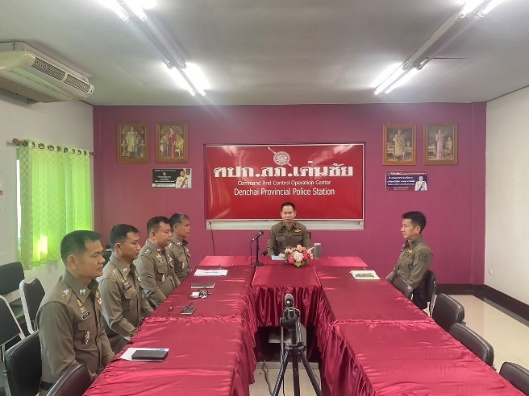 ศปก.สภ.เด่นชัย
Command And Control Operation Center
Denchai Provincial Police Station